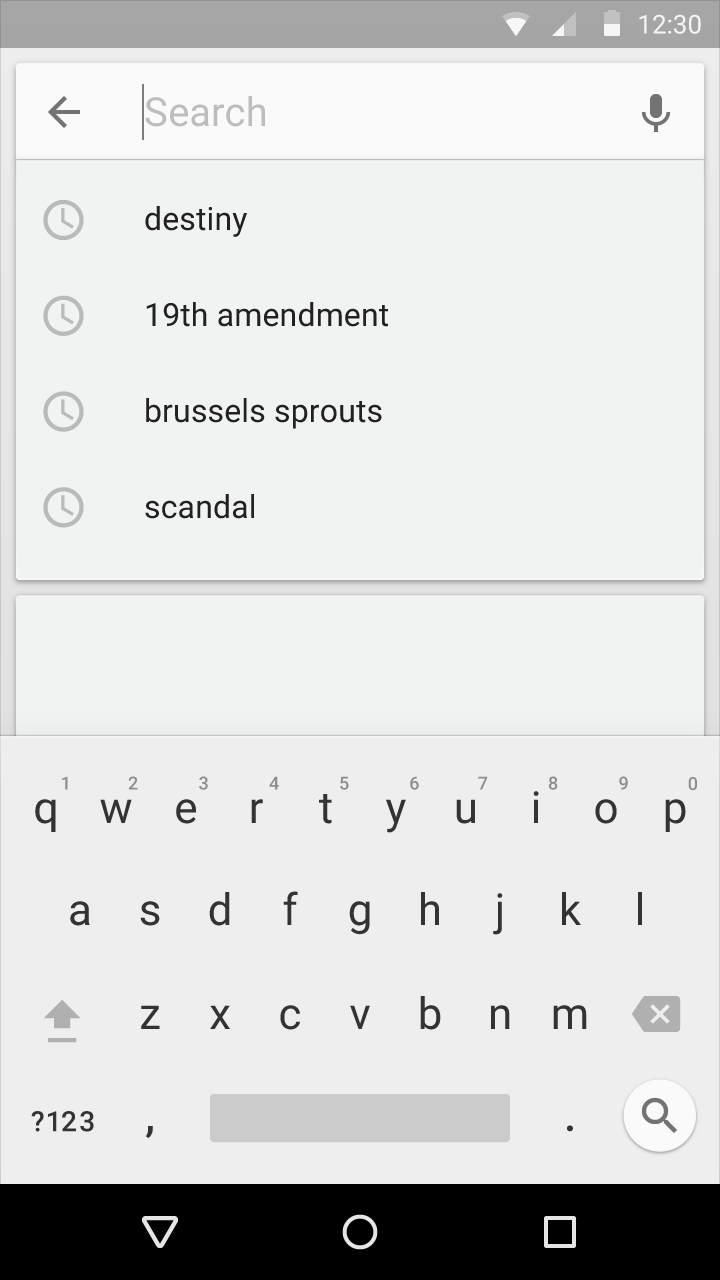 12:30
Search
destiny
19th amendment
brussels sprouts
scandal
1 2 3 4 5 6 7 8 9 0
q w e r t y u i o p
a s d f g h j k l
z x c v b n m
?123 , .